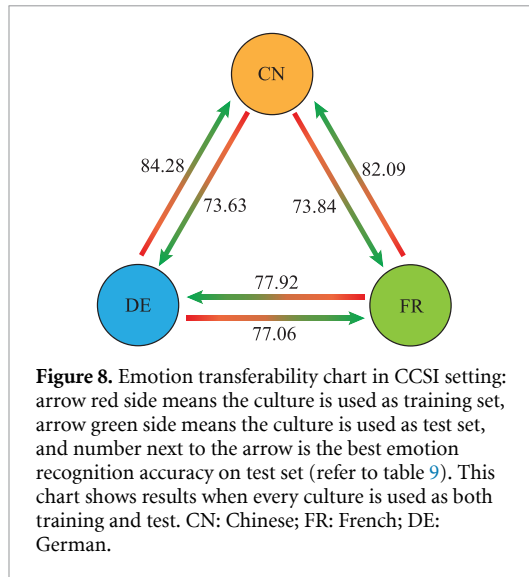 CN
84.28
82.09
73.63
73.84
77.92
DE
FR
77.06
Figure 8. Emotion transferability chart in CCSI setting:
arrow red side means the culture is used as training set,
arrow green side means the culture is used as test set,
and number next to the arrow is the best emotion
recognition accuracy on test set (refer to table 9). This
chart shows results when every culture is used as both
training and test. CN: Chinese; FR: French; DE:
German.